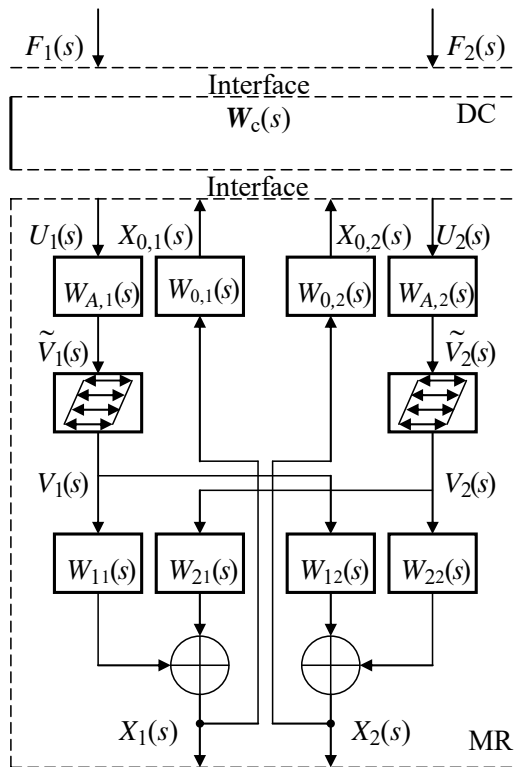 F1(s) F2(s)
Interface
Wc(s) DC
Interface
U1(s) X0,1(s) X0,2(s) U2(s)
WA,1(s) W0,1(s) W0,2(s) WA,2(s)
Ṽ1(s) Ṽ2(s)
V1(s) V2(s)
W11(s) W21(s) W12(s) W22(s)
X1(s) X2(s) MR